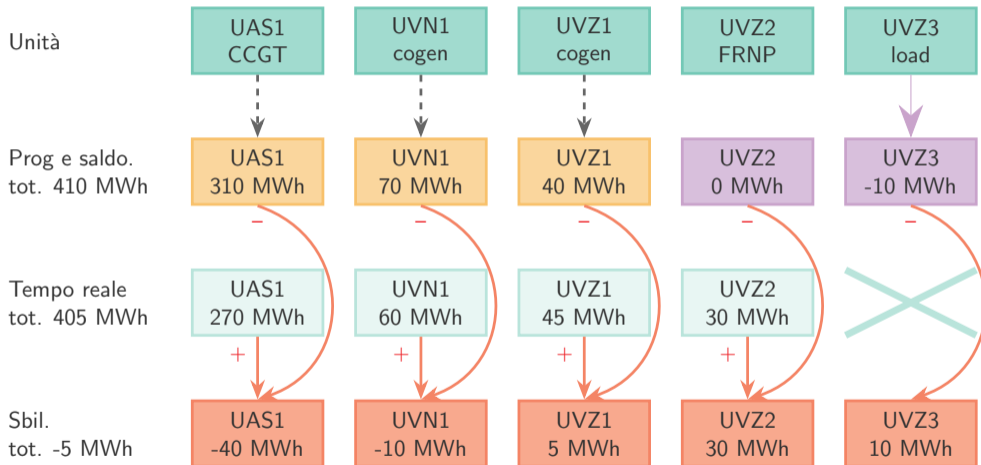 Unità
UAS1
CCGT
UVN1
cogen
UVZ1
cogen
UVZ2
FRNP
UVZ3
load
Prog e saldo.
tot. 410 MWh
UAS1
310 MWh
UVN1
70 MWh
UVZ1
40 MWh
UVZ2
0 MWh
UVZ3
-10 MWh
−
−
−
−
−
Tempo reale
tot. 405 MWh
UAS1
270 MWh
UVN1
60 MWh
UVZ1
45 MWh
UVZ2
30 MWh
+
+
+
+
Sbil.
tot. -5 MWh
UAS1
-40 MWh
UVN1
-10 MWh
UVZ1
5 MWh
UVZ2
30 MWh
UVZ3
10 MWh